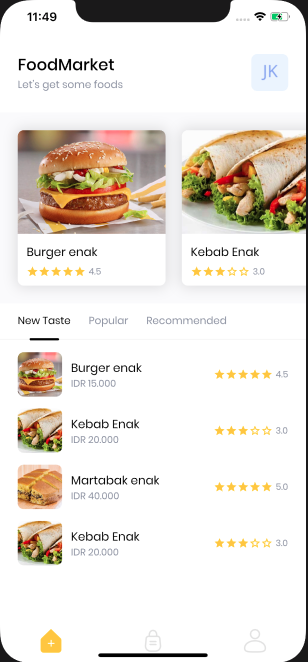 11:49
FoodMarket
Let's get some foods
JK
Burger enak
4.5
Kebab Enak
3.0
New Taste Popular Recommended
Burger enak
IDR 15.000
4.5
Kebab Enak
IDR 20.000
3.0
Martabak enak
IDR 40.000
5.0
Kebab Enak
IDR 20.000
3.0